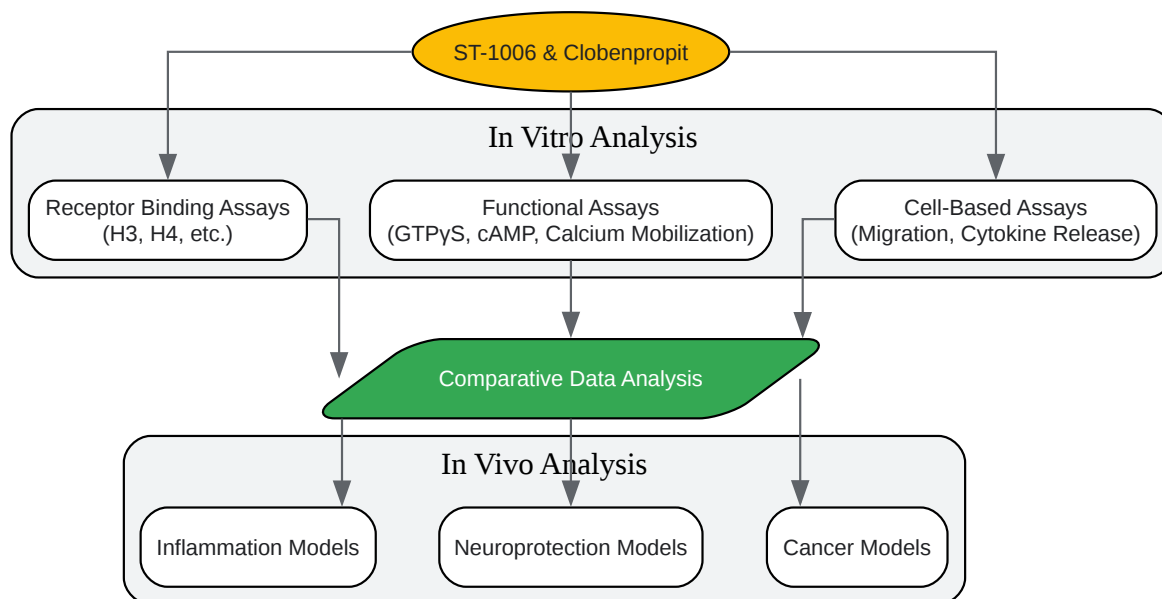 ST-1006 & Clobenpropit
In Vitro Analysis
Receptor Binding Assays
(H3, H4, etc.)
Functional Assays
(GTPγS, cAMP, Calcium Mobilization)
Cell-Based Assays
(Migration, Cytokine Release)
Comparative Data Analysis
In Vivo Analysis
Inflammation Models
Neuroprotection Models
Cancer Models